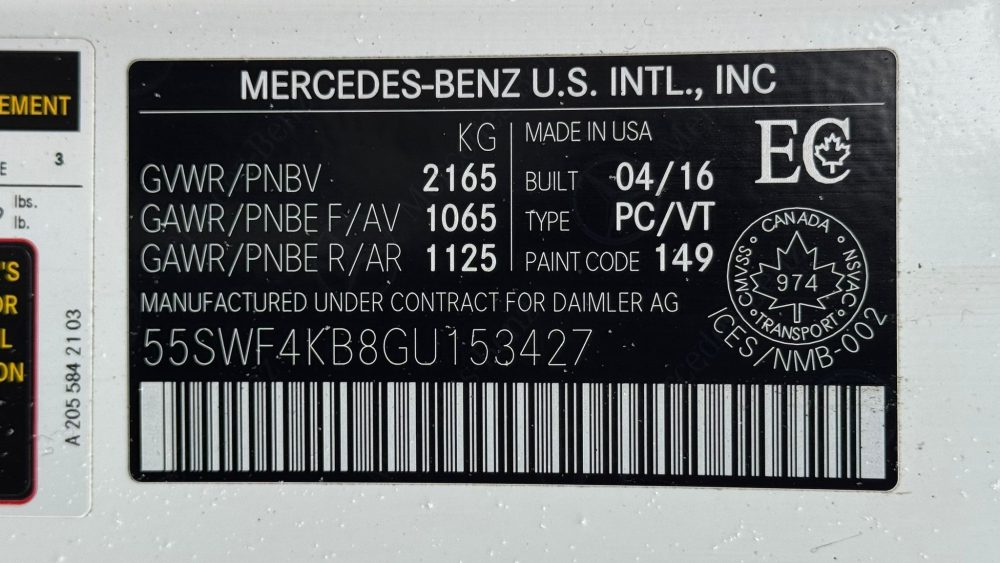 MERCEDES-BENZ U.S. INTL., INC
KG
GVWR/PNBV 2165
GAWR/PNBE F/AV 1065
GAWR/PNBE R/AR 1125
MADE IN USA
BUILT 04/16
TYPE PC/VT
PAINT CODE 149
EC
CANADA
CMVSS NSVAC
974
TRANSPORT
ICES/NMB-002
MANUFACTURED UNDER CONTRACT FOR DAIMLER AG
55SWF4KB8GU153427
EMENT
E 3
lbs.
lb.
'S
OR
L
ON
A 205 584 21 03